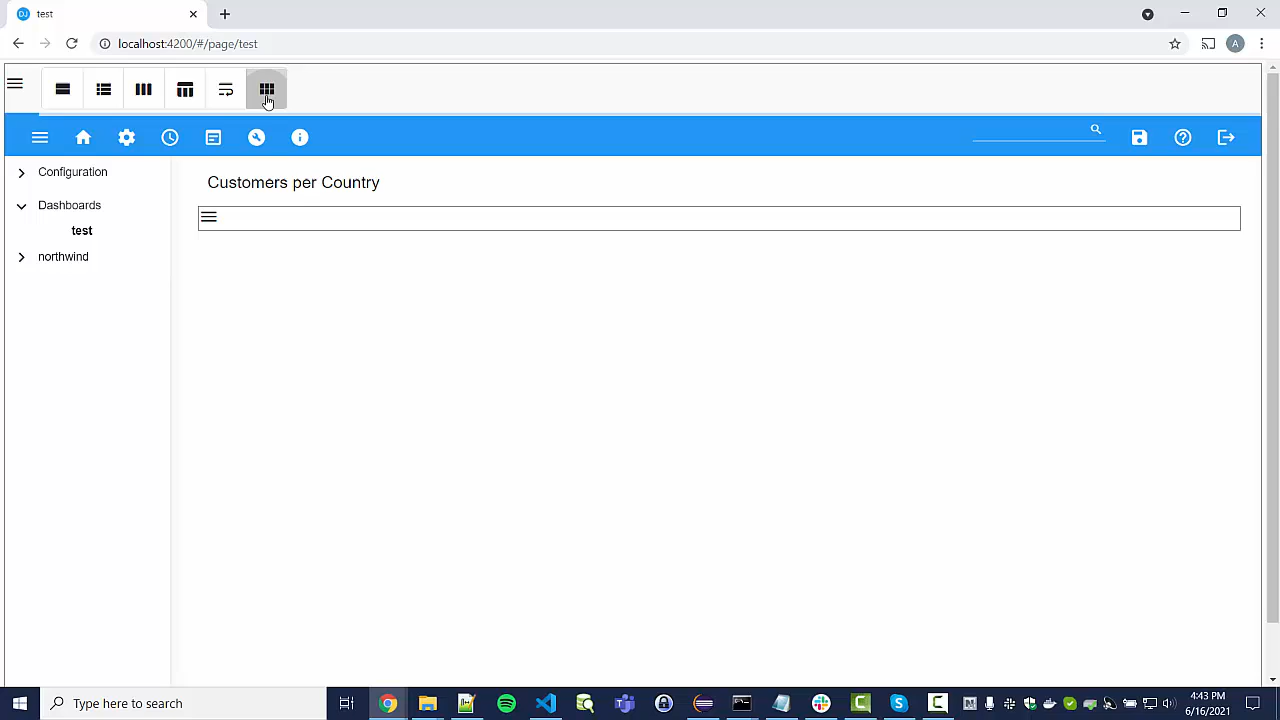 DJ test
localhost:4200/#/page/test
A
Configuration
Customers per Country
Dashboards
test
northwind
Type here to search
4:43 PM
6/16/2021